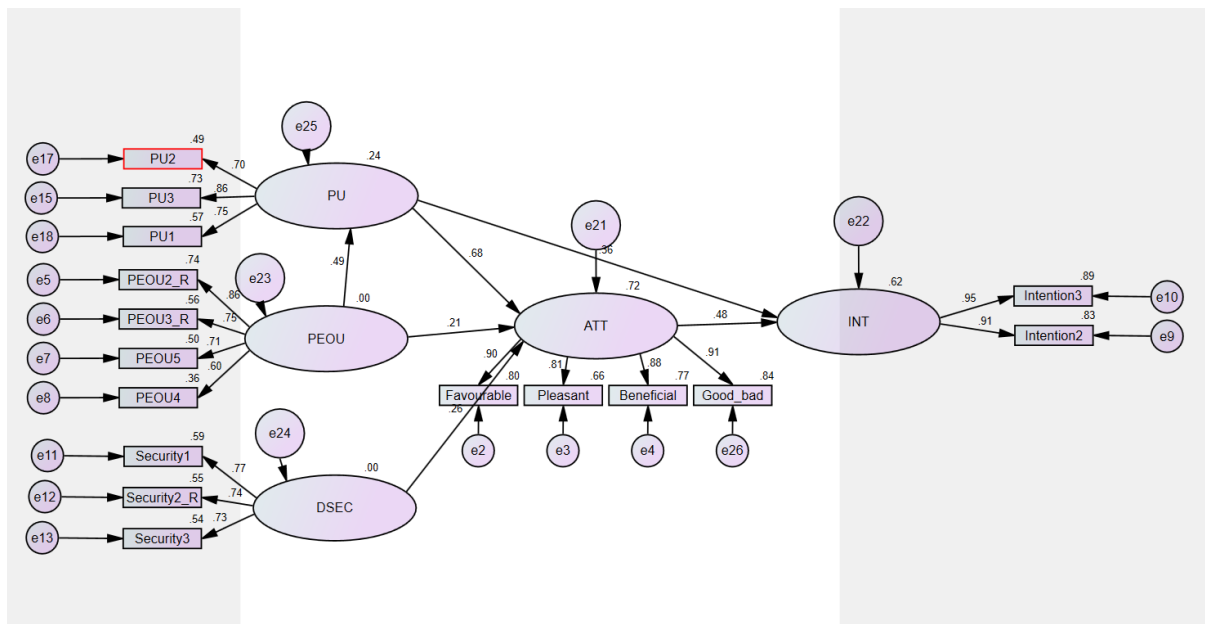 e25
.49
.24
e17
PU2
.70
.73
e15
PU3
.86
PU
.57
.75
e18
PU1
e21
e22
.36
.74
e5
PEOU2_R
e23
.49
.68
.86
.00
.72
.62
.89
.56
e6
PEOU3_R
.75
.95
Intention3
e10
.50
.71
PEOU
.21
ATT
.48
INT
.91
.83
e7
PEOU5
Intention2
e9
.36
.60
.90
.80
.81
.66
.88
.77
.91
.84
e8
PEOU4
Favourable
Pleasant
Beneficial
Good_bad
.26
.59
e24
e2
e3
e4
e26
e11
Security1
.77
.00
.55
e12
Security2_R
.74
DSEC
.54
.73
e13
Security3